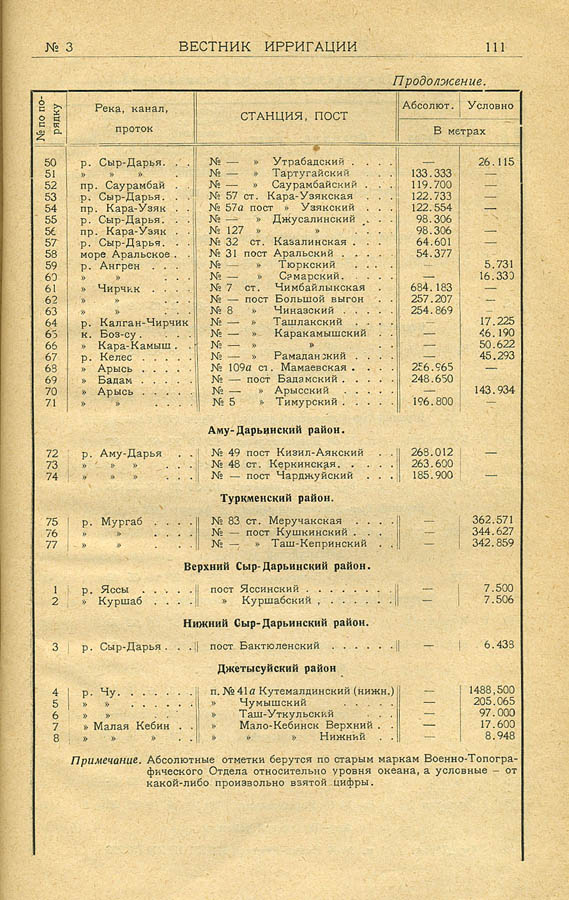 № 3 ВЕСТНИК ИРРИГАЦИИ 111
Продолжение.
№ по порядку Река, канал, проток СТАНЦИЯ, ПОСТ Абсолют. Условно
В метрах
50 р. Сыр-Дарья. . . № — » Утрабадский . . . . — 26.115
51 » » » . № — » Тартугайский . . . 133.333 —
52 пр. Саурамбай . № — » Саурамбайский . . . 119.700 —
53 р. Сыр-Дарья. . . № 57 ст. Кара-Узякская . . . 122.733 —
54 пр. Кара-Узяк . . № 57а пост » Узякский . . . 122.554 —
55 р. Сыр-Дарья. . . № — » Джусалинский . . . 98.306 —
56 пр. Кара-Узяк . . № 127 » » . . . 98.306 —
57 р. Сыр-Дарья. . . № 32 ст. Казалинская . . . . 64.601 —
58 море Аральское . . № 31 пост Аральский . . . . 54.377 —
59 р. Ангрен . . . . № — » Тюркский . . . . — 5.731
60 » » . . . . № — » Самарский. . . . — 16.330
61 » Чирчик . . . . № 7 ст. Чимбайлыкская . 684.183 —
62 » » . . . . № — пост Большой выгон . . 257.207 —
63 » » . . . . № 8 » Чиназский . . . . 254.869 —
64 р. Калган-Чирчик № — » Ташлакский . . . . — 17.225
65 к. Боз-су. . . . . № — » Каракамышский . . — 46.190
66 » Кара-Камыш . . № — » » . . — 50.622
67 р. Келес . . . . № — » Рамаданский . . . . — 45.293
68 » Арысь . . . . . № 109а ст. Мамаевская . . . . 256.965 —
69 » Бадам . . . . . № — пост Бадамский . . . . 248.650 —
70 » Арысь . . . . . № — » Арысский . . . . — 143.934
71 » » . . . . . № 5 » Тимурский . . . . 196.800 —
Аму-Дарьинский район.
72 р. Аму-Дарья . . № 49 пост Кизил-Аякский . . . 268.012 —
73 » » » . . № 48 ст. Керкинская. . . . . 263.600 —
74 » » » . . № — пост Чарджуйский . . . 185.900 —
Туркменский район.
75 р. Мургаб . . . . № 83 ст. Меручакская . . . . — 362.571
76 » » . . . . № — пост Кушкинский . . . . — 344.627
77 » » . . . . № — » Таш-Кепринский . . — 342.859
Верхний Сыр-Дарьинский район.
1 р. Яссы . . . . . пост Яссинский . . . . . . . . — 7.500
2 » Куршаб . . . . » Куршабский . . . . . . . — 7.506
Нижний Сыр-Дарьинский район.
3 р. Сыр-Дарья . . . пост Бактюленский . . . . . . — 6.438
Джетысуйский район
4 р. Чу. . . . . . . п. № 41а Кутемалдинский (нижн.) — 1488,500
5 » » . . . . . . » Чумышский . . . . . — 205.065
6 » » . . . . . . » Таш-Уткульский . . . . — 97.000
7 » Малая Кебин . . » Мало-Кебинск Верхний . . — 17.600
8 » » » . . » » » Нижний . . — 8.948
Примечание. Абсолютные отметки берутся по старым маркам Военно-Топогра-
фического Отдела относительно уровня океана, а условные – от
какой-либо произвольно взятой цифры.